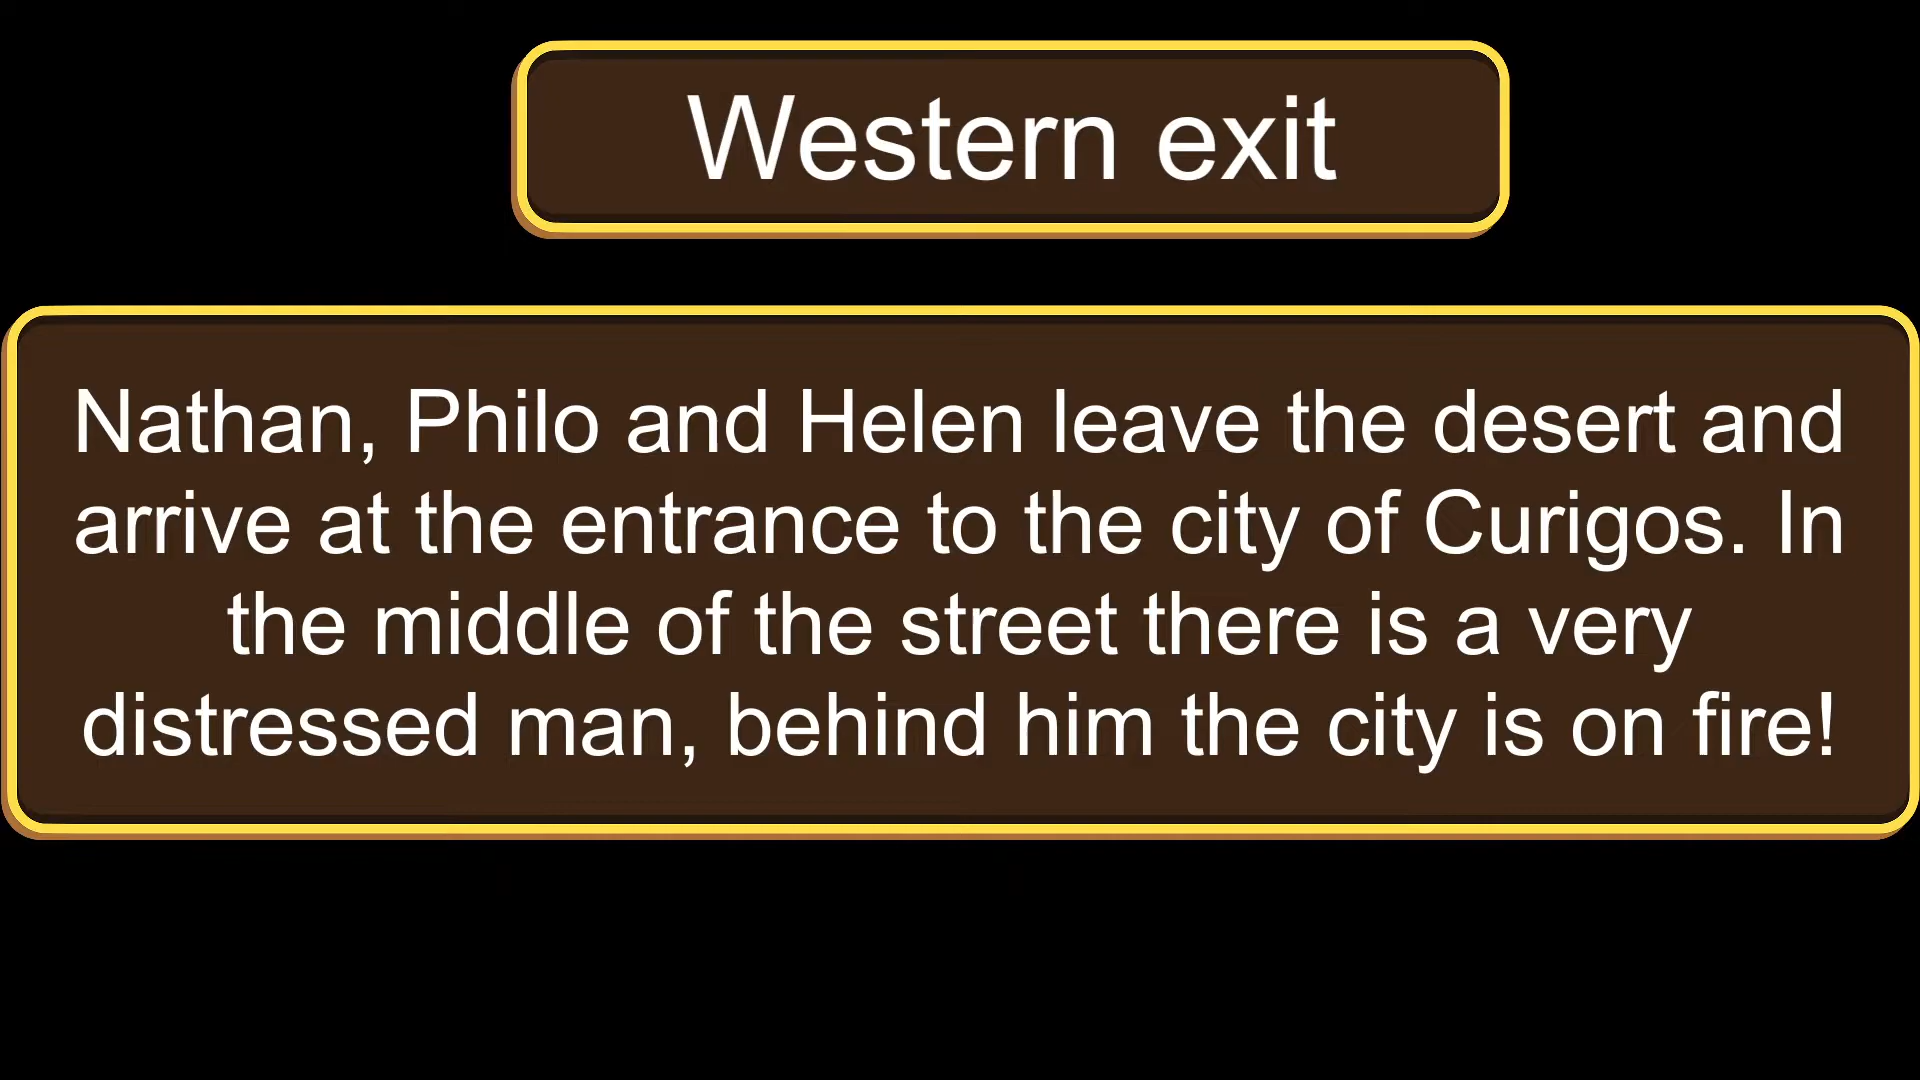 Western exit
Nathan, Philo and Helen leave the desert and
arrive at the entrance to the city of Curigos. In
the middle of the street there is a very
distressed man, behind him the city is on fire!